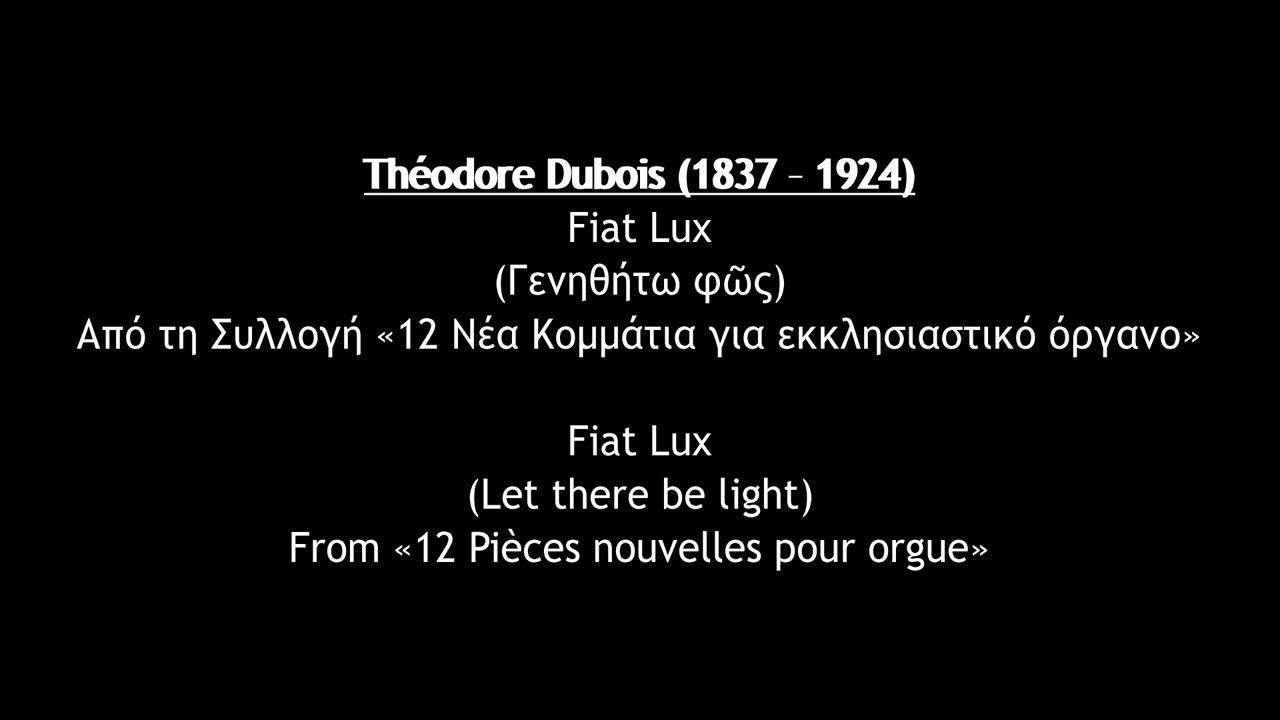 Théodore Dubois (1837 – 1924)
Fiat Lux
(Γενηθήτω φῶς)
Από τη Συλλογή «12 Νέα Κομμάτια για εκκλησιαστικό όργανο»
Fiat Lux
(Let there be light)
From «12 Pièces nouvelles pour orgue»